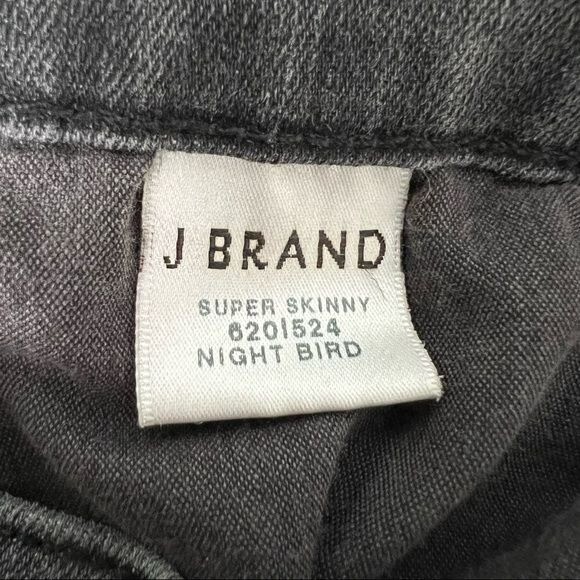 J BRAND
SUPER SKINNY
620I524
NIGHT BIRD